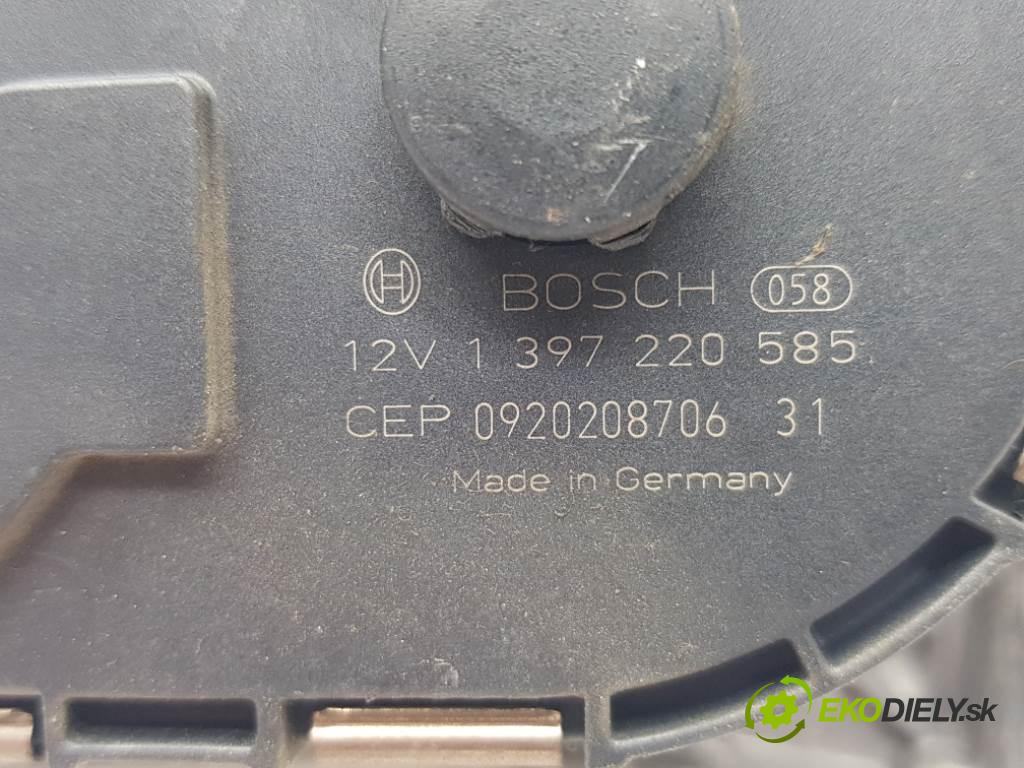 BOSCH 058
12V 1 397 220 585
CEP 0920208706 31
Made in Germany
EKODIELY.sk